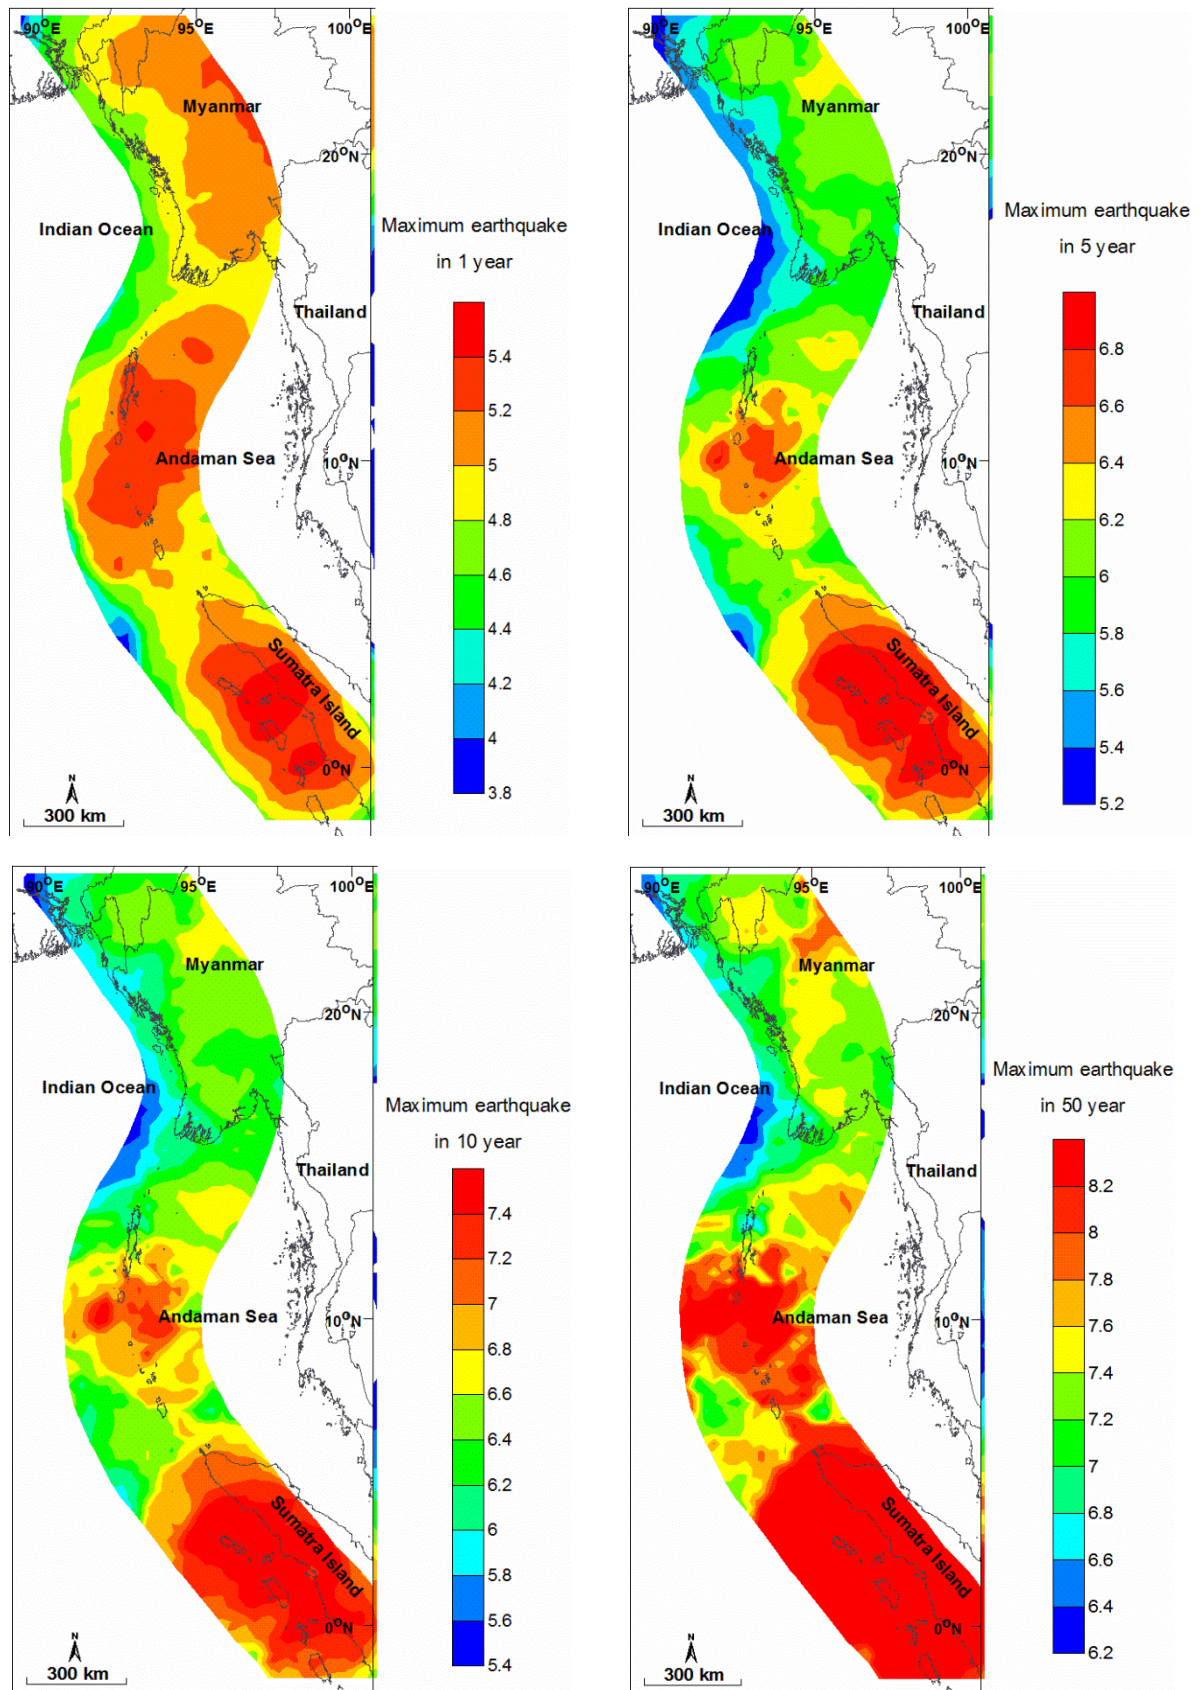 90°E
95°E
100°E
Myanmar
20°N
Indian Ocean
Thailand
Andaman Sea
10°N
Sumatra Island
0°N
N
300 km
Maximum earthquake
in 1 year
5.4
5.2
5
4.8
4.6
4.4
4.2
4
3.8
90°E
95°E
100°E
Myanmar
20°N
Indian Ocean
Thailand
Andaman Sea
10°N
Sumatra Island
0°N
N
300 km
Maximum earthquake
in 5 year
6.8
6.6
6.4
6.2
6
5.8
5.6
5.4
5.2
90°E
95°E
100°E
Myanmar
20°N
Indian Ocean
Thailand
Andaman Sea
10°N
Sumatra Island
0°N
N
300 km
Maximum earthquake
in 10 year
7.4
7.2
7
6.8
6.6
6.4
6.2
6
5.8
5.6
5.4
90°E
95°E
100°E
Myanmar
20°N
Indian Ocean
Thailand
Andaman Sea
10°N
Sumatra Island
0°N
N
300 km
Maximum earthquake
in 50 year
8.2
8
7.8
7.6
7.4
7.2
7
6.8
6.6
6.4
6.2